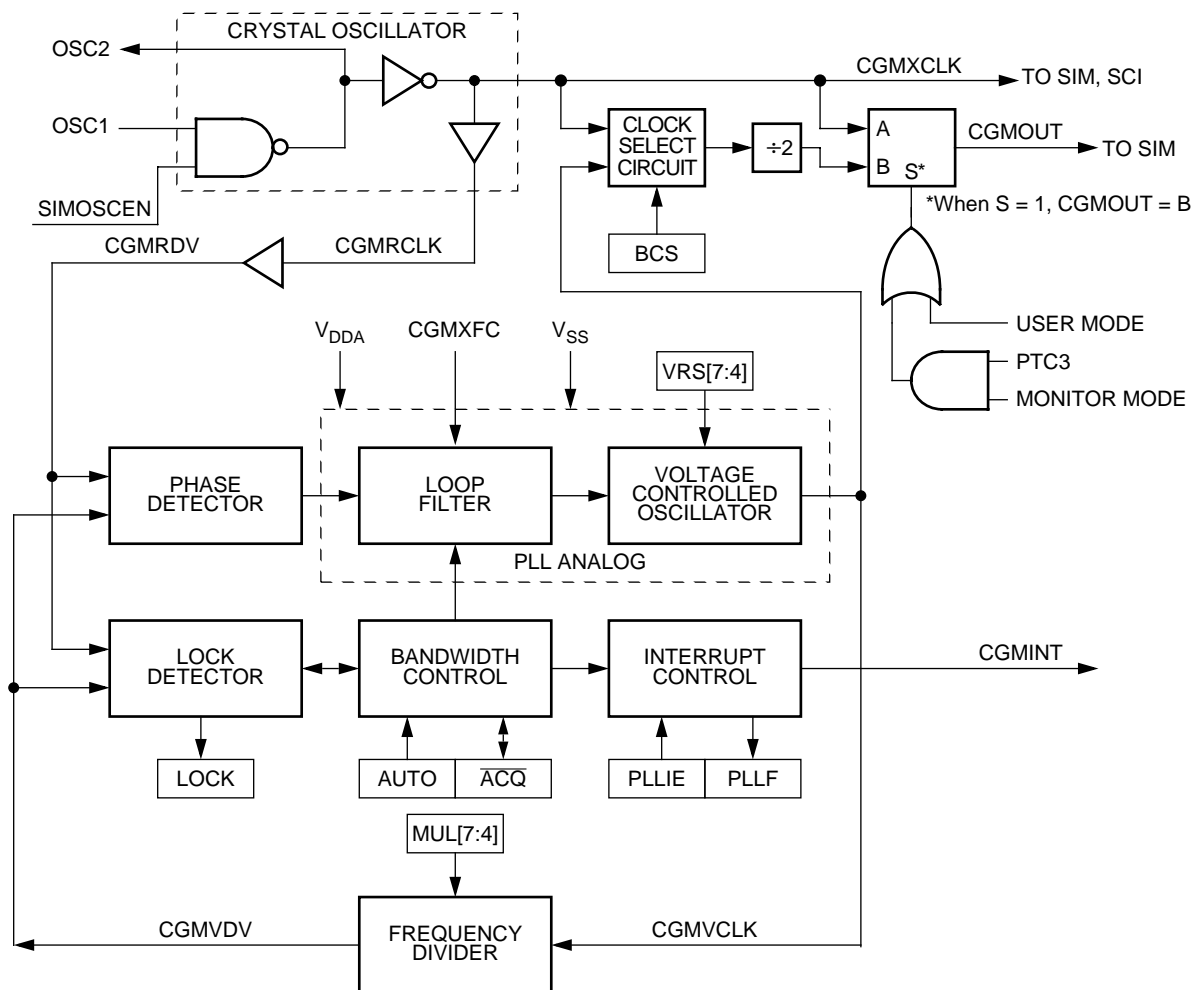 CRYSTAL OSCILLATOR
OSC2
CGMXCLK
TO SIM, SCI
OSC1
CLOCK
SELECT
CIRCUIT
÷2
A
B
S*
CGMOUT
TO SIM
SIMOSCEN
*When S = 1, CGMOUT = B
CGMRDV
CGMRCLK
BCS
V_DDA
CGMXFC
V_SS
USER MODE
VRS[7:4]
PTC3
MONITOR MODE
PHASE
DETECTOR
LOOP
FILTER
VOLTAGE
CONTROLLED
OSCILLATOR
PLL ANALOG
LOCK
DETECTOR
BANDWIDTH
CONTROL
INTERRUPT
CONTROL
CGMINT
LOCK
AUTO
A̅C̅Q̅
PLLIE
PLLF
MUL[7:4]
CGMVDV
FREQUENCY
DIVIDER
CGMVCLK